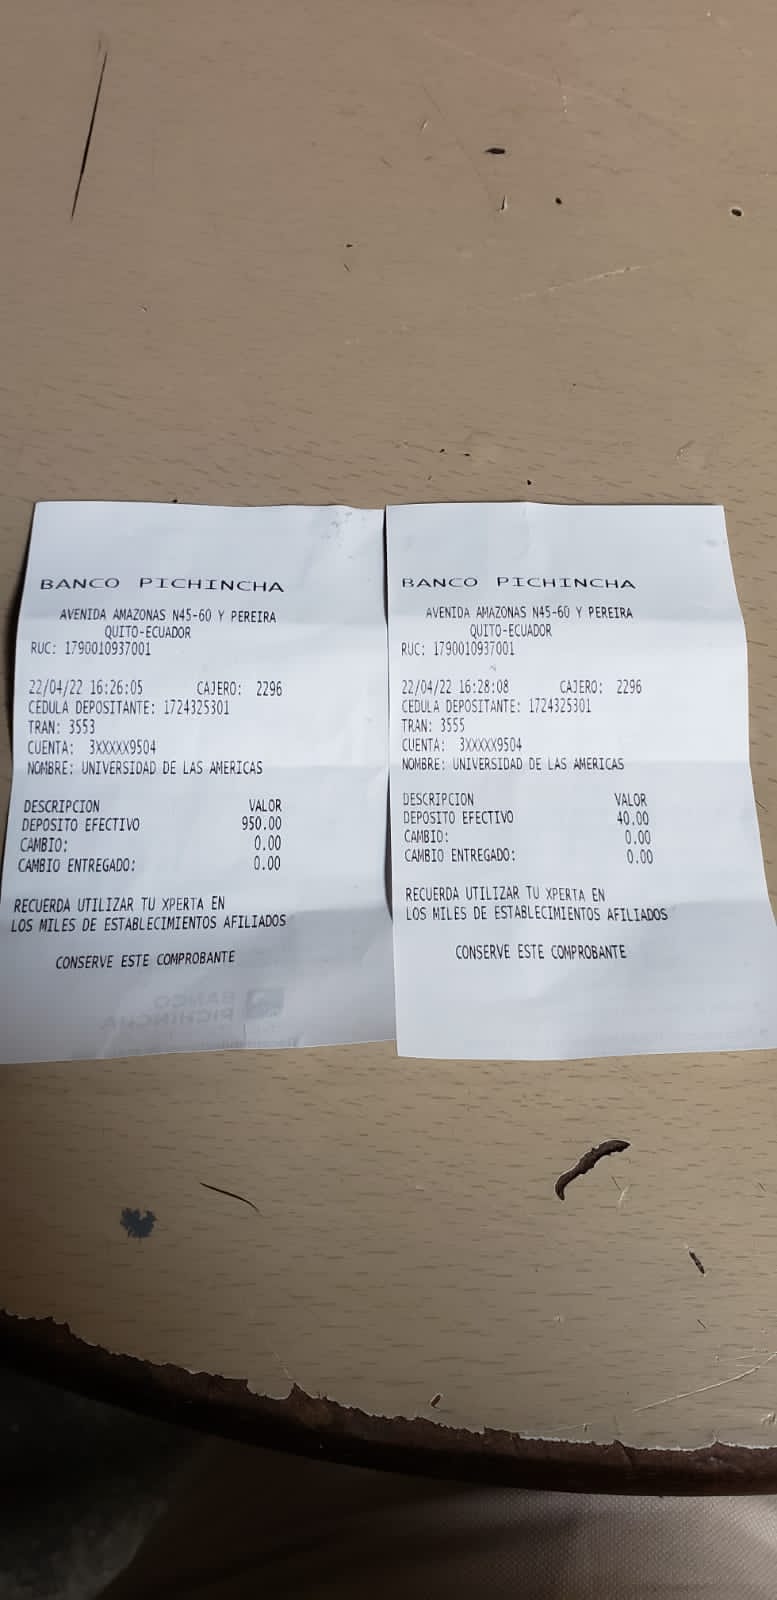 BANCO PICHINCHA
AVENIDA AMAZONAS N45-60 Y PEREIRA
QUITO-ECUADOR
RUC: 1790010937001
22/04/22 16:26:05 CAJERO: 2296
CEDULA DEPOSITANTE: 1724325301
TRAN: 3553
CUENTA: 3XXXXX9504
NOMBRE: UNIVERSIDAD DE LAS AMERICAS
DESCRIPCION VALOR
DEPOSITO EFECTIVO 950.00
CAMBIO: 0.00
CAMBIO ENTREGADO: 0.00
RECUERDA UTILIZAR TU XPERTA EN
LOS MILES DE ESTABLECIMIENTOS AFILIADOS
CONSERVE ESTE COMPROBANTE
BANCO
PICHINCHA
BANCO PICHINCHA
AVENIDA AMAZONAS N45-60 Y PEREIRA
QUITO-ECUADOR
RUC: 1790010937001
22/04/22 16:28:08 CAJERO: 2296
CEDULA DEPOSITANTE: 1724325301
TRAN: 3555
CUENTA: 3XXXXX9504
NOMBRE: UNIVERSIDAD DE LAS AMERICAS
DESCRIPCION VALOR
DEPOSITO EFECTIVO 40.00
CAMBIO: 0.00
CAMBIO ENTREGADO: 0.00
RECUERDA UTILIZAR TU XPERTA EN
LOS MILES DE ESTABLECIMIENTOS AFILIADOS
CONSERVE ESTE COMPROBANTE